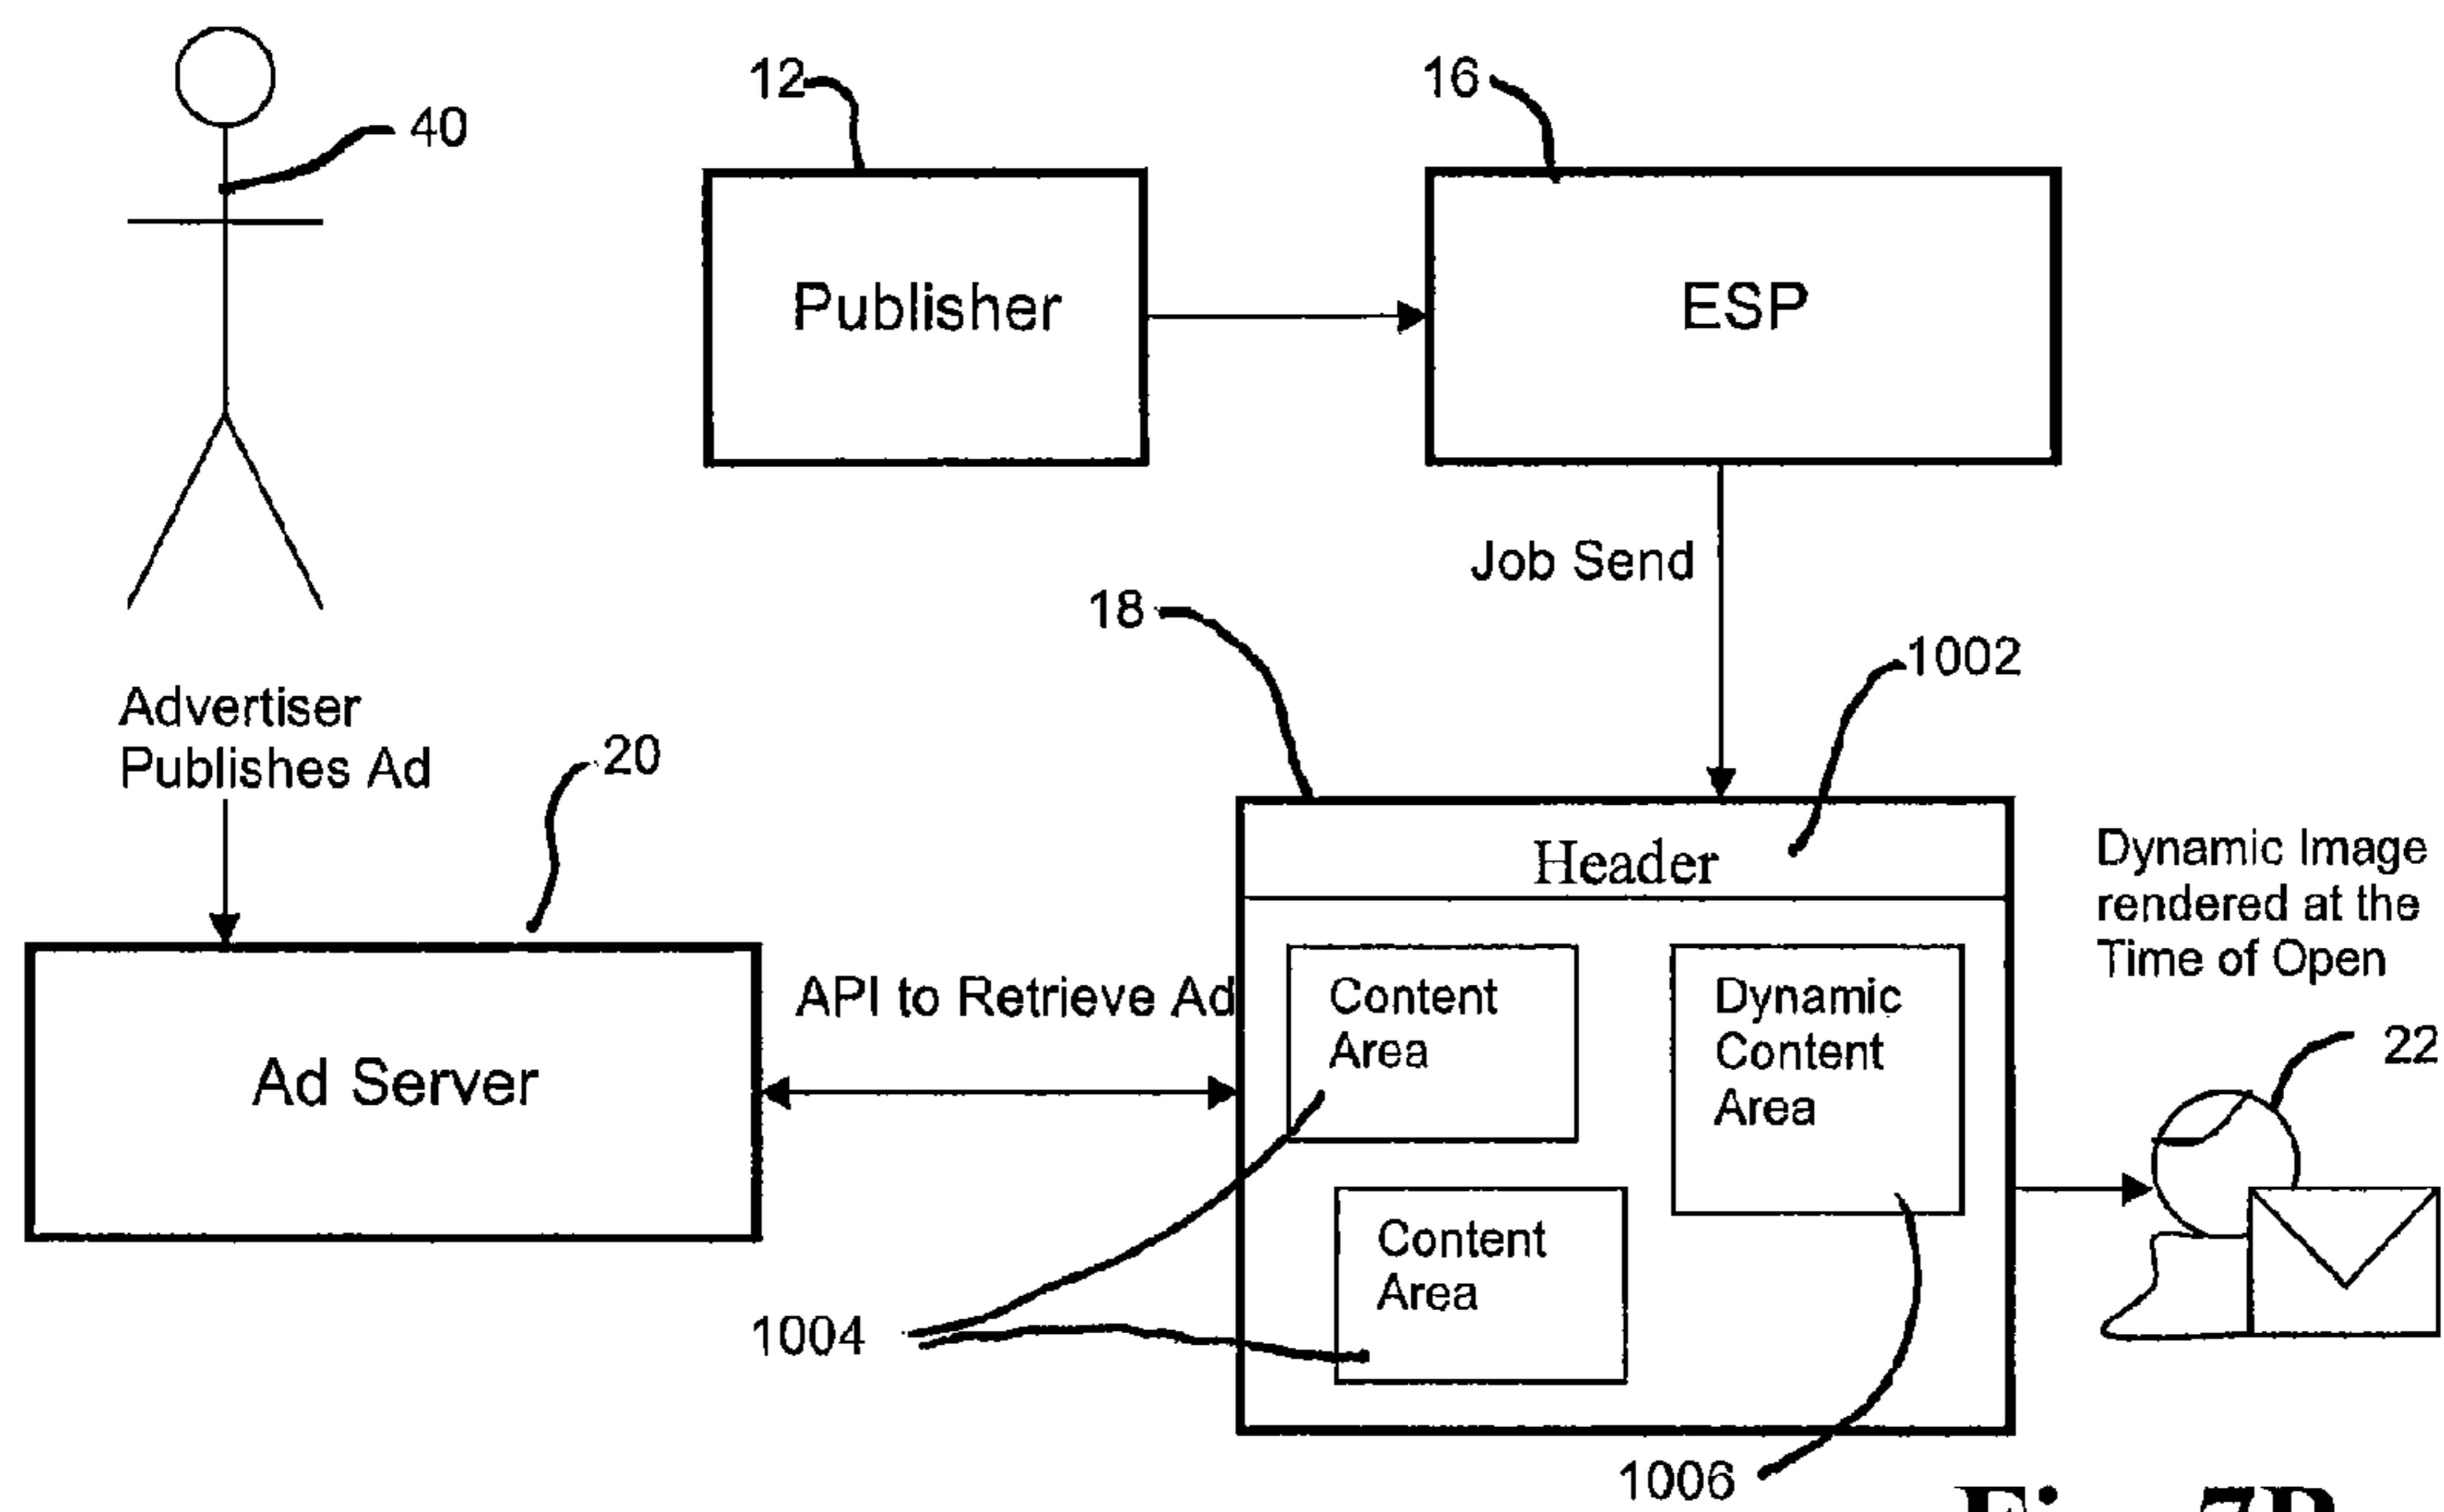 12
16
40
Publisher
ESP
Job Send
18
1002
Advertiser
Publishes Ad
20
Header
Dynamic Image
rendered at the
Time of Open
API to Retrieve Ad
Content
Area
Dynamic
Content
Area
22
Ad Server
Content
Area
1004
1006